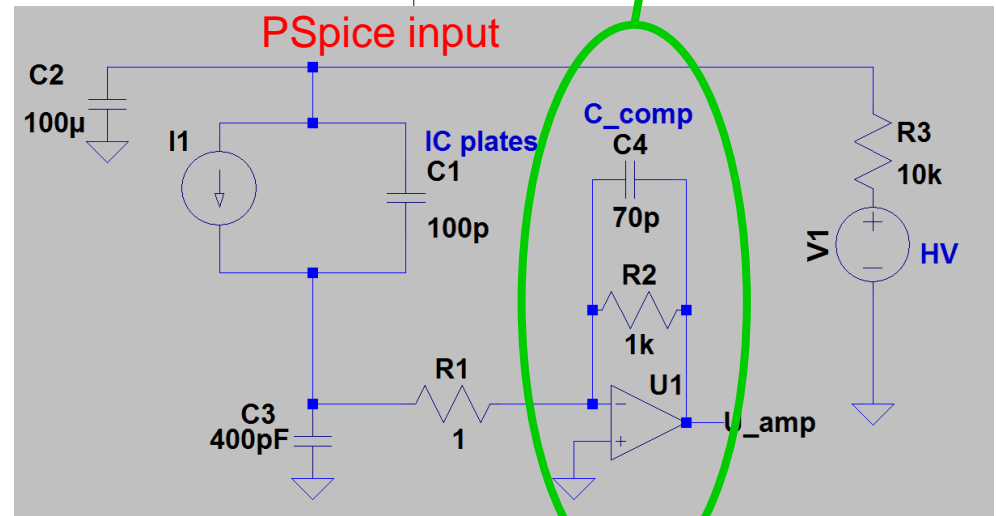 PSpice input
C2
100µ
I1
IC plates
C1
100p
C_comp
C4
70p
R2
1k
R3
10k
V1
+
−
HV
R1
1
C3
400pF
U1
−
+
U_amp